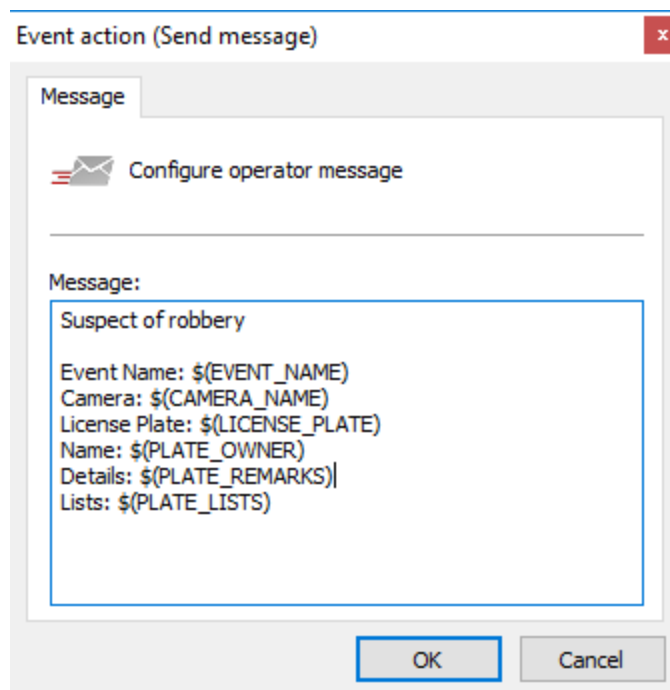 Event action (Send message)
x
Message
Configure operator message
Message:
Suspect of robbery
Event Name: $(EVENT_NAME)
Camera: $(CAMERA_NAME)
License Plate: $(LICENSE_PLATE)
Name: $(PLATE_OWNER)
Details: $(PLATE_REMARKS)
Lists: $(PLATE_LISTS)
OK
Cancel